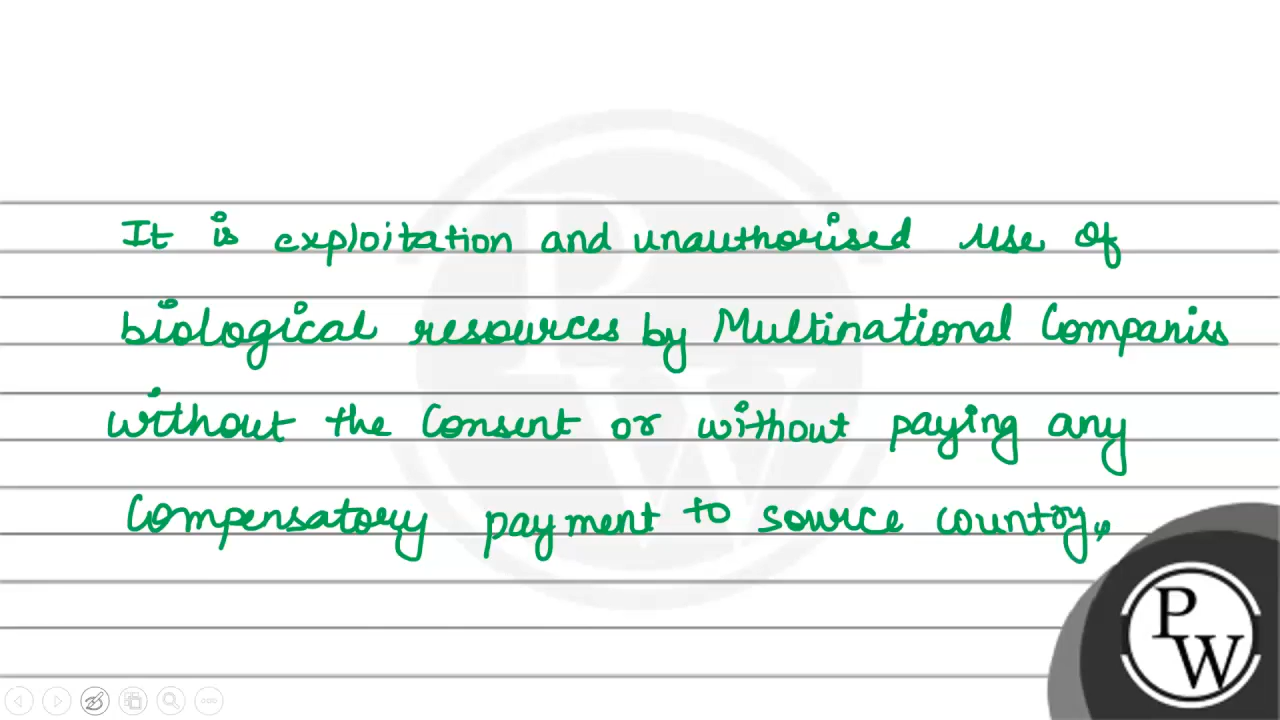 It is exploitation and unauthorised use of
biological resources by Multinational Companies
without the Consent or without paying any
Compensatory payment to source country,,
P
W